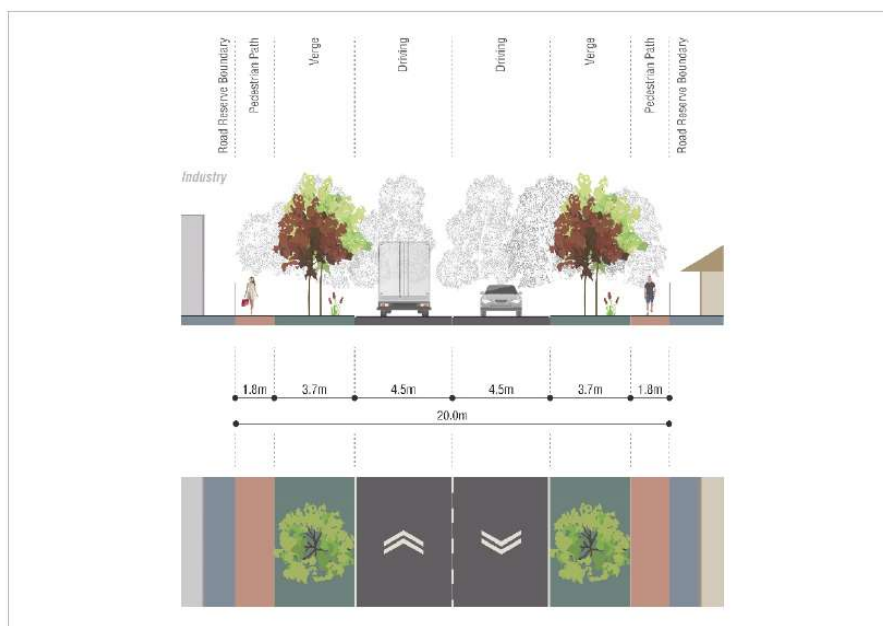 Road Reserve Boundary
Pedestrian Path
Verge
Driving
Driving
Verge
Pedestrian Path
Road Reserve Boundary
Industry
1.8m
3.7m
4.5m
4.5m
3.7m
1.8m
20.0m